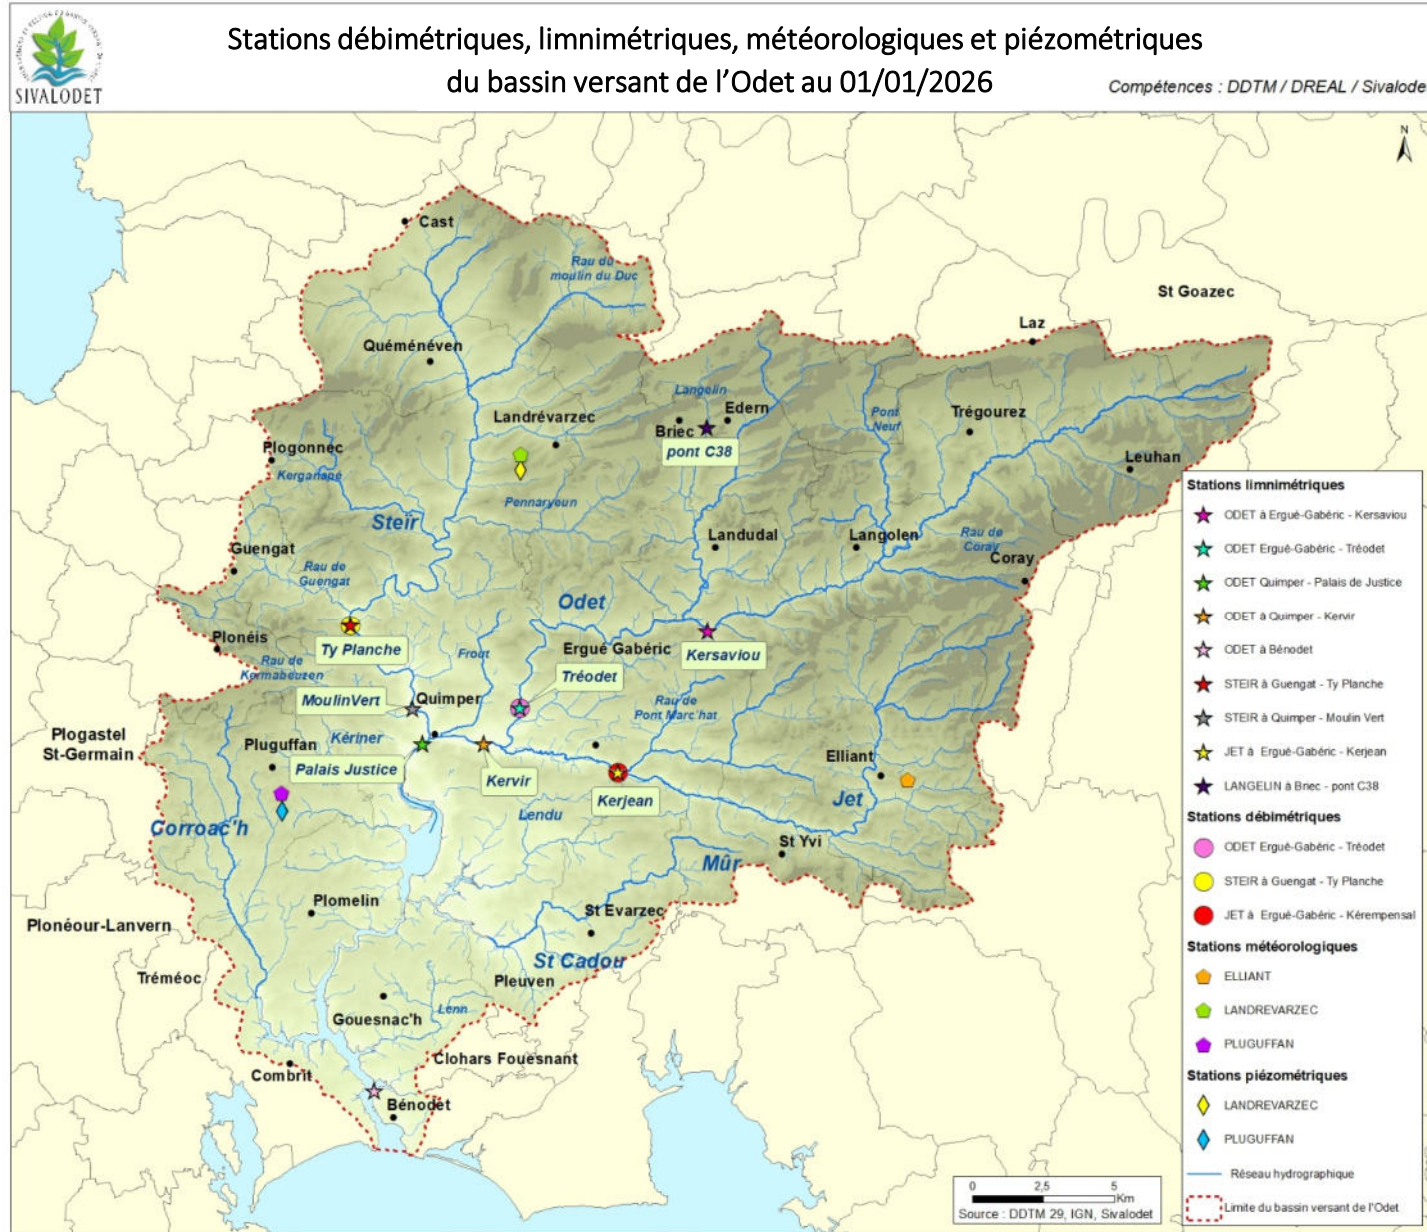 Stations débimétriques, limnimétriques, météorologiques et piézométriques
du bassin versant de l'Odet au 01/01/2026
Compétences : DDTM / DREAL / Sivalode
SIVALODET
N
Cast
Rau du
moulin du Duc
St Goazec
Laz
Quéménéven
Langelin
Edern
Briec
pont C38
Landrévarzec
Pont
Neuf
Trégourez
Plogonnec
Kerganapé
Leuhan
Pennaryoun
Steïr
Landudal
Langolen
Rau de
Coray
Coray
Guengat
Rau de
Guengat
Odet
Plonéis
Ty Planche
Frout
Ergué Gabéric
Kersaviou
Rau de
Kermabeuzen
Tréodet
MoulinVert
Quimper
Rau de
Pont Marc'hat
Plogastel
St-Germain
Kériner
Pluguffan
Palais Justice
Kervir
Kerjean
Elliant
Jet
Corroac'h
Lendu
St Yvi
Mûr
Plomelin
St Evarzec
Plonéour-Lanvern
St Cadou
Tréméoc
Pleuven
Gouesnac'h
Lenn
Clohars Fouesnant
Combrit
Bénodet
Stations limnimétriques
ODET à Ergué-Gabéric - Kersaviou
ODET Ergué-Gabéric - Tréodet
ODET Quimper - Palais de Justice
ODET à Quimper - Kervir
ODET à Bénodet
STEIR à Guengat - Ty Planche
STEIR à Quimper - Moulin Vert
JET à Ergué-Gabéric - Kerjean
LANGELIN à Briec - pont C38
Stations débimétriques
ODET Ergué-Gabéric - Tréodet
STEIR à Guengat - Ty Planche
JET à Ergué-Gabéric - Kérempensal
Stations météorologiques
ELLIANT
LANDREVARZEC
PLUGUFFAN
Stations piézométriques
LANDREVARZEC
PLUGUFFAN
Réseau hydrographique
Limite du bassin versant de l'Odet
0 2,5 5
Km
Source : DDTM 29, IGN, Sivalodet